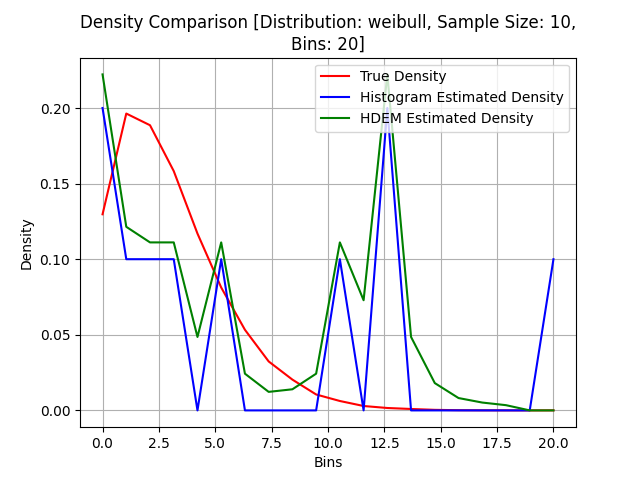 Density Comparison [Distribution: weibull, Sample Size: 10,
Bins: 20]
True Density
Histogram Estimated Density
HDEM Estimated Density
Density
0.20
0.15
0.10
0.05
0.00
0.0 2.5 5.0 7.5 10.0 12.5 15.0 17.5 20.0
Bins